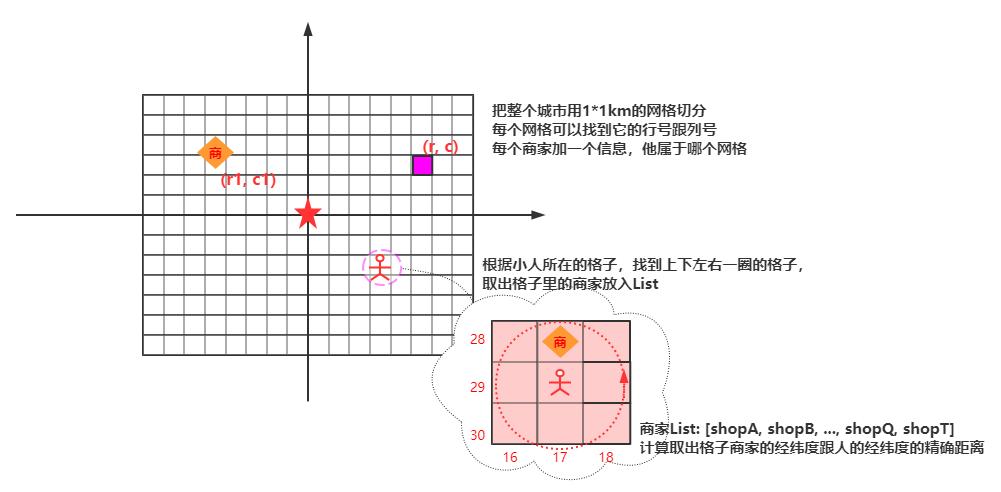 把整个城市用1*1km的网格切分
每个网格可以找到它的行号跟列号
每个商家加一个信息，他属于哪个网格
(r, c)
商
(r1, c1)
根据小人所在的格子，找到上下左右一圈的格子，
取出格子里的商家放入List
28
商
29
30
16
17
18
商家List: [shopA, shopB, ..., shopQ, shopT]
计算取出格子商家的经纬度跟人的经纬度的精确距离